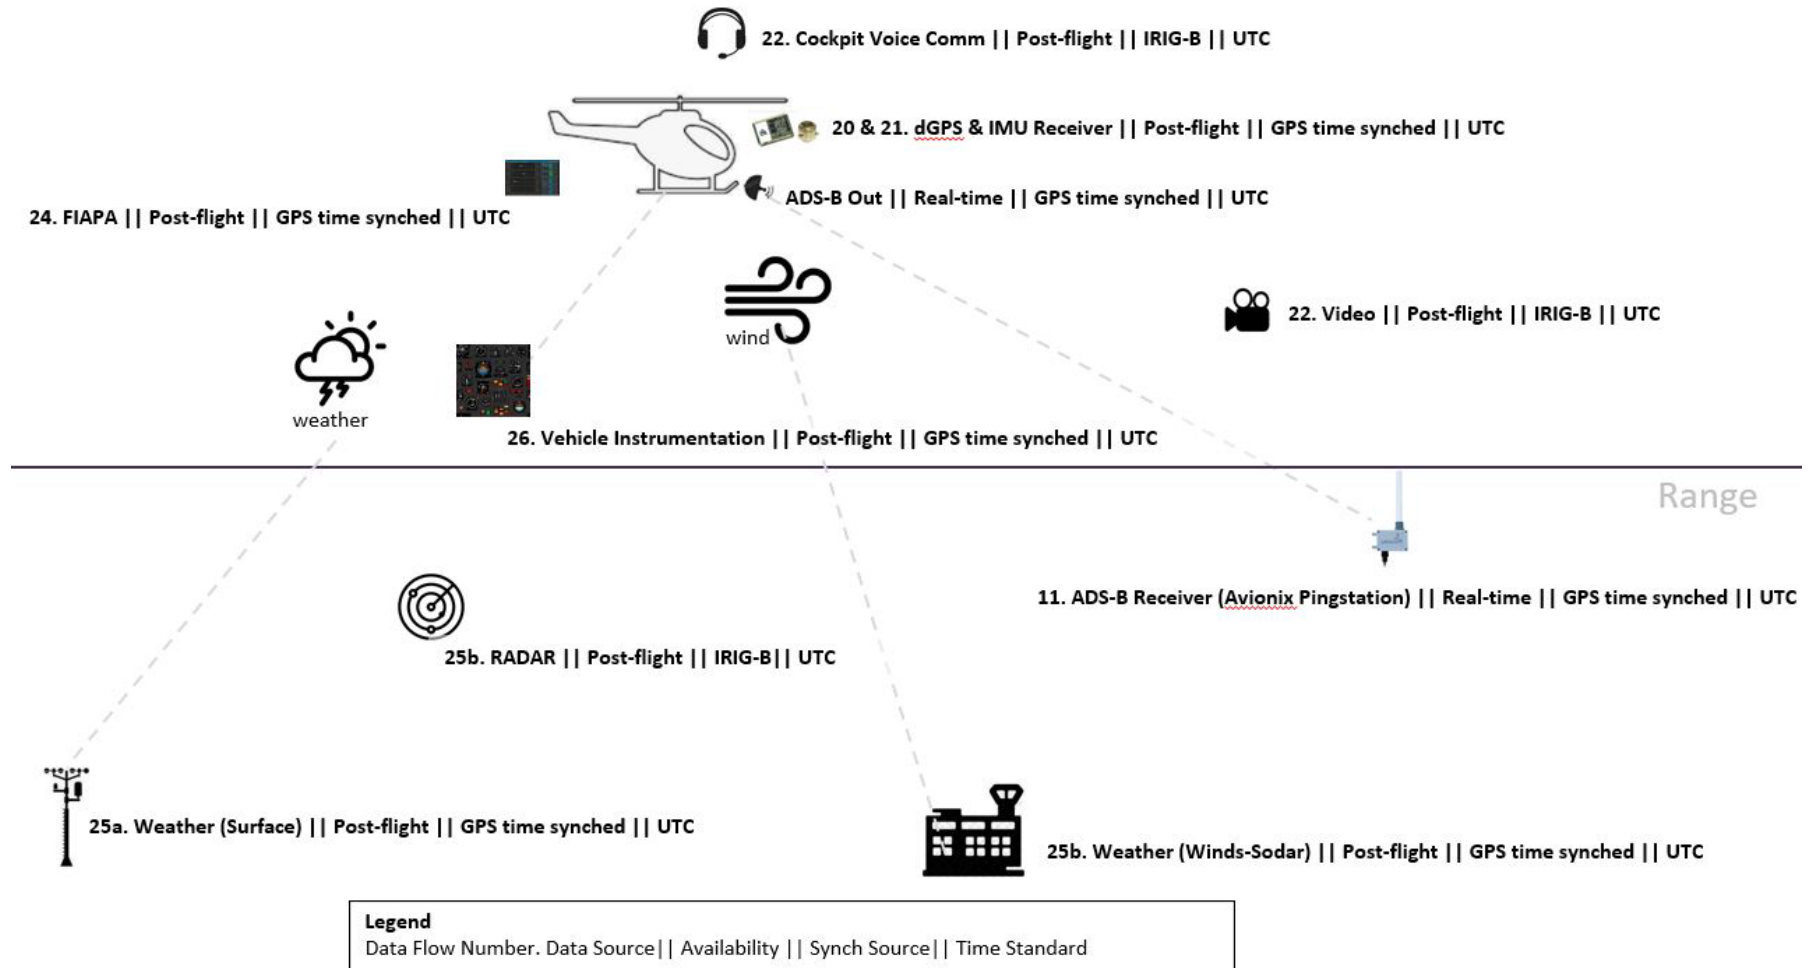 22. Cockpit Voice Comm || Post-flight || IRIG-B || UTC
20 & 21. dGPS & IMU Receiver || Post-flight || GPS time synched || UTC
ADS-B Out || Real-time || GPS time synched || UTC
24. FIAPA || Post-flight || GPS time synched || UTC
22. Video || Post-flight || IRIG-B || UTC
wind
weather
26. Vehicle Instrumentation || Post-flight || GPS time synched || UTC
Range
11. ADS-B Receiver (Avionix Pingstation) || Real-time || GPS time synched || UTC
25b. RADAR || Post-flight || IRIG-B|| UTC
25a. Weather (Surface) || Post-flight || GPS time synched || UTC
25b. Weather (Winds-Sodar) || Post-flight || GPS time synched || UTC
Legend
Data Flow Number. Data Source|| Availability || Synch Source|| Time Standard